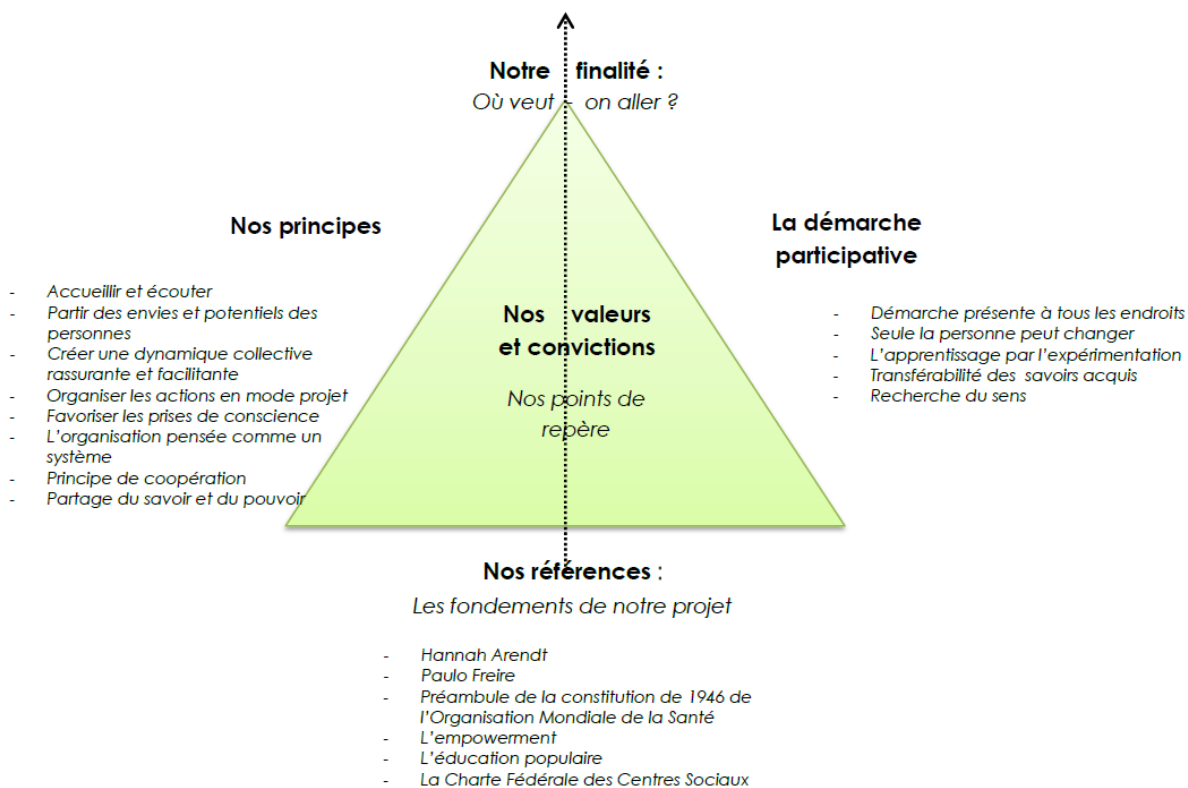 Notre finalité :
Où veut - on aller ?
Nos principes
- Accueillir et écouter
- Partir des envies et potentiels des
personnes
- Créer une dynamique collective
rassurante et facilitante
- Organiser les actions en mode projet
- Favoriser les prises de conscience
- L'organisation pensée comme un
système
- Principe de coopération
- Partage du savoir et du pouvoir
Nos valeurs
et convictions
Nos points de
repère
La démarche
participative
- Démarche présente à tous les endroits
- Seule la personne peut changer
- L'apprentissage par l'expérimentation
- Transférabilité des savoirs acquis
- Recherche du sens
Nos références :
Les fondements de notre projet
- Hannah Arendt
- Paulo Freire
- Préambule de la constitution de 1946 de
l'Organisation Mondiale de la Santé
- L'empowerment
- L'éducation populaire
- La Charte Fédérale des Centres Sociaux